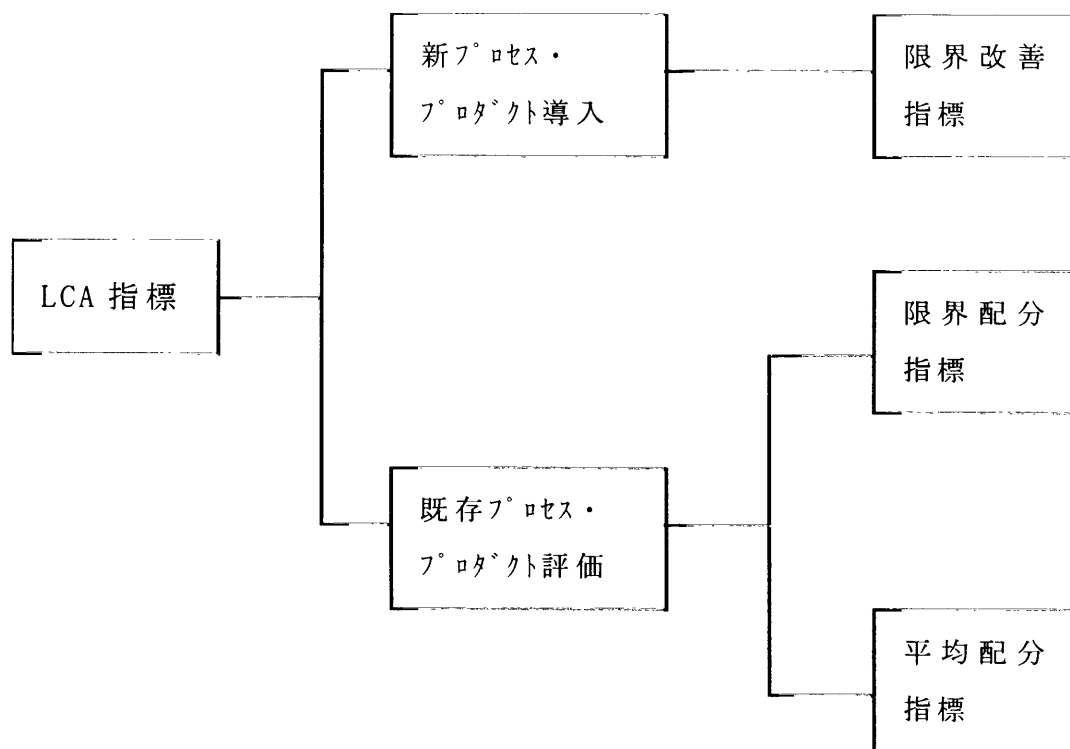 新ﾌﾟﾛｾｽ・
ﾌﾟﾛﾀﾞｸﾄ導入
限界改善
指標
LCA 指標
限界配分
指標
既存ﾌﾟﾛｾｽ・
ﾌﾟﾛﾀﾞｸﾄ評価
平均配分
指標